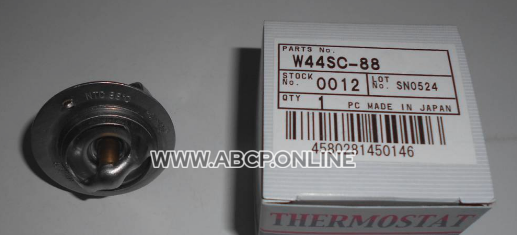 PARTS No.
W44SC-88
STOCK No. 0012 LOT No. SN0524
QTY 1 PC MADE IN JAPAN
4580281450146
THERMOSTAT
WWW.ABCP.ONLINE